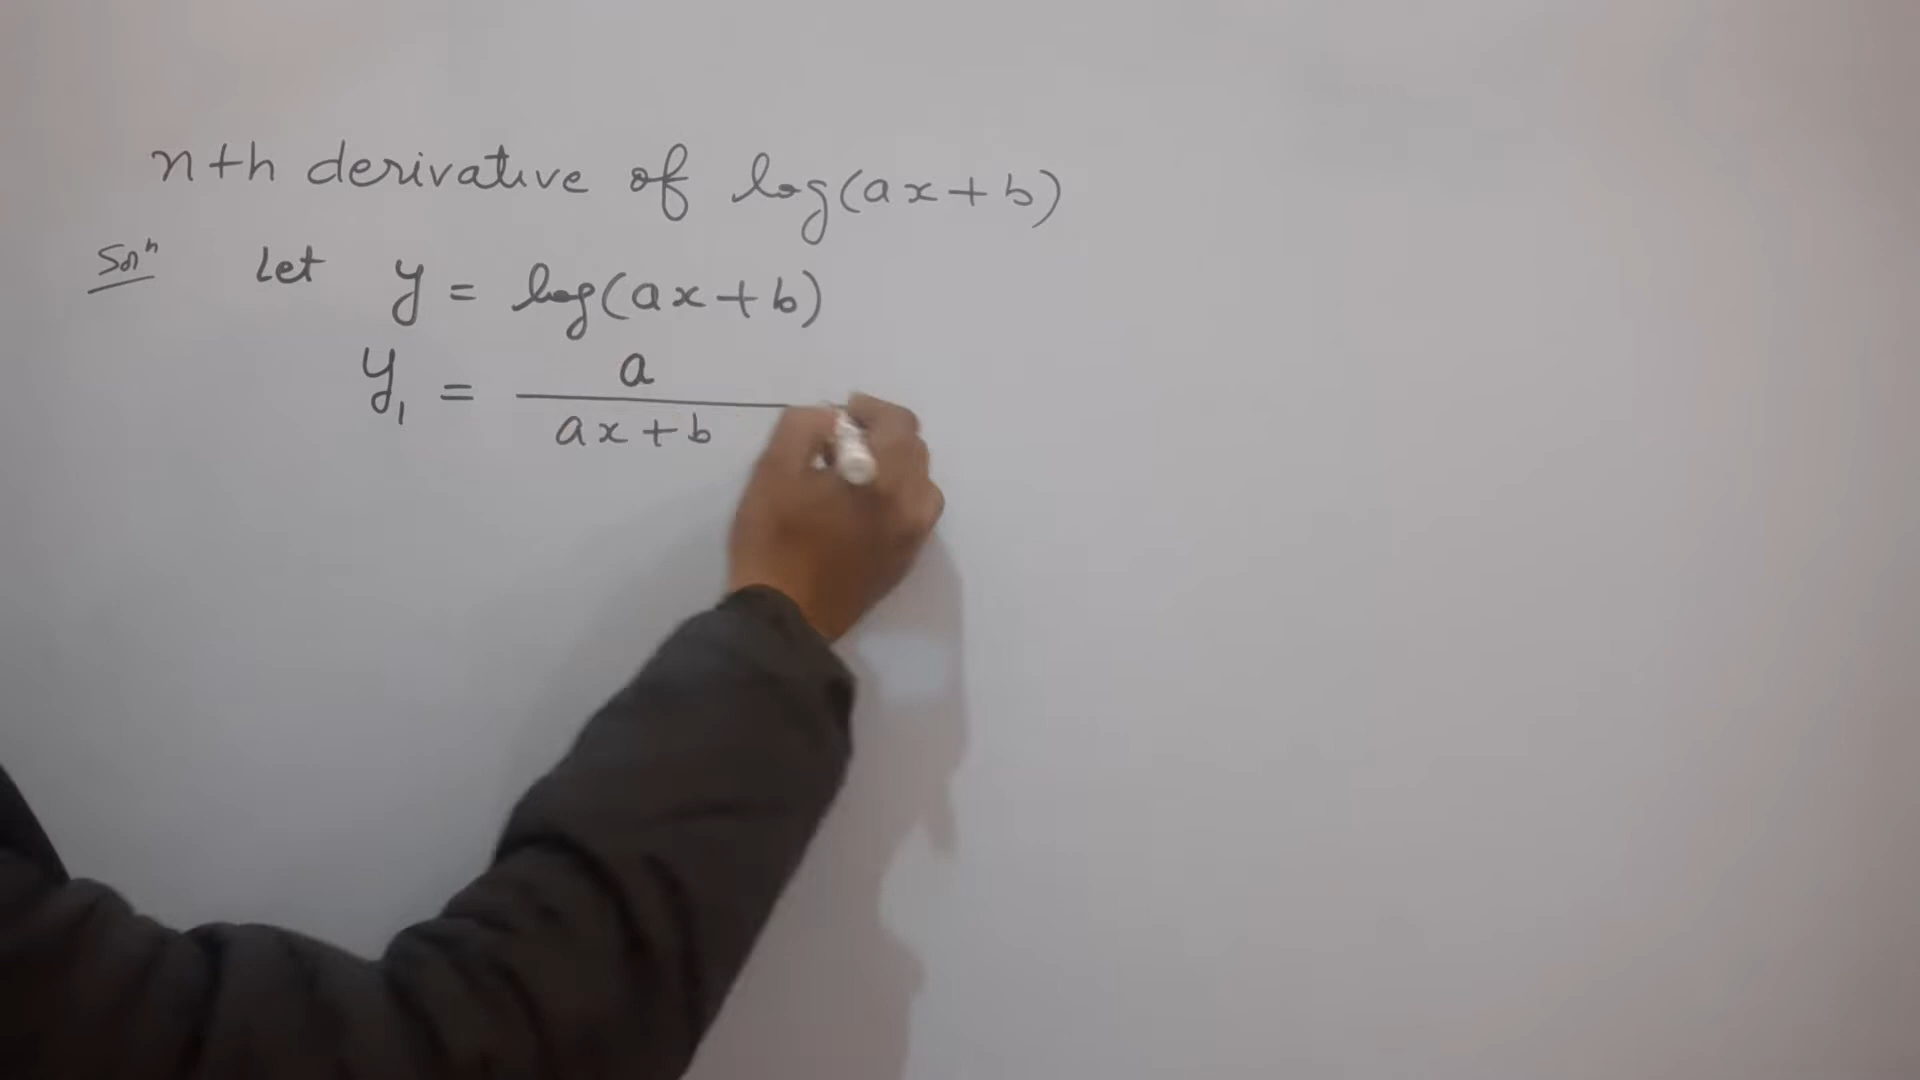 nth derivative of log(ax+b)
Solⁿ Let y = log(ax+b)
y₁ = a / ax+b